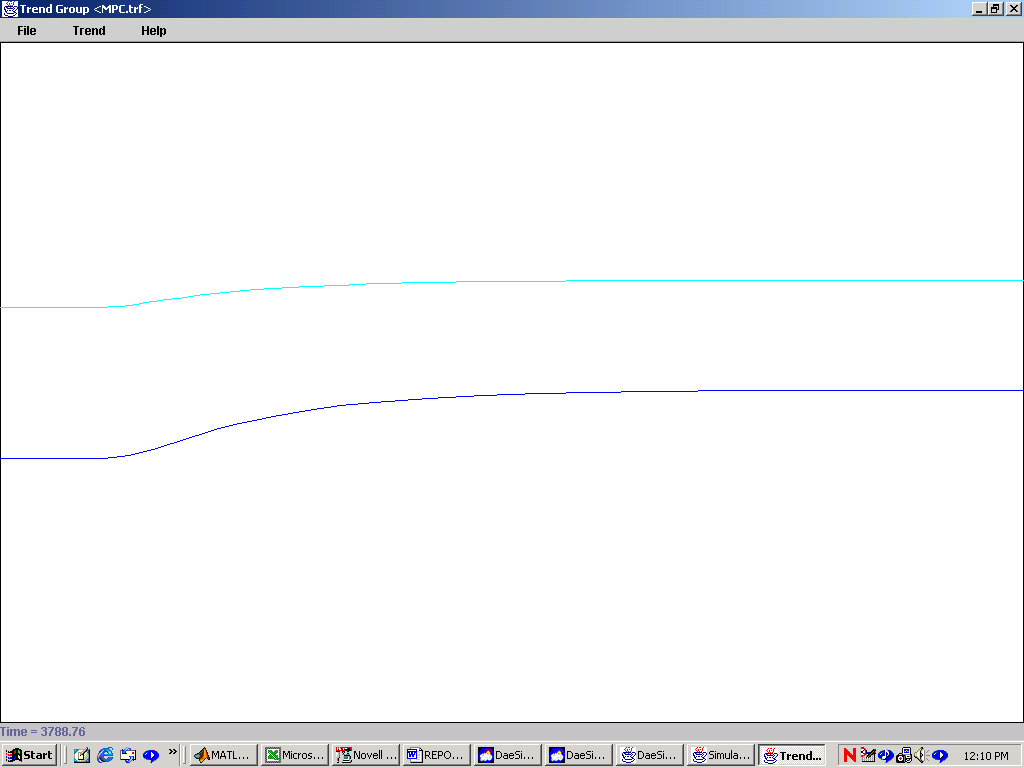 Trend Group <MPC.trf>
File Trend Help
Time = 3788.76
Start » MATL... Micros... Novell ... REPO... DaeSi... DaeSi... DaeSi... Simula... Trend... 12:10 PM